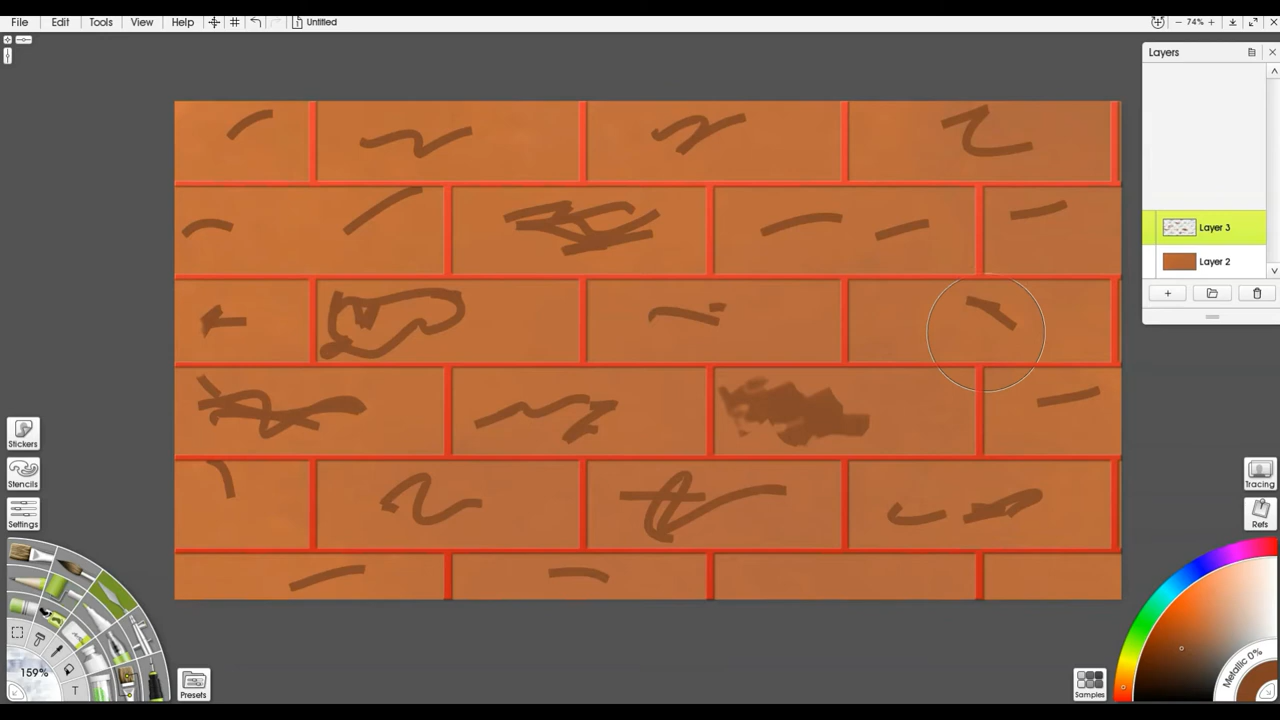 File Edit Tools View Help Untitled 74%
Layers
Layer 3
Layer 2
Stickers
Stencils
Settings
Tracing
Refs
159%
T
Presets
Samples
Metallic 0%